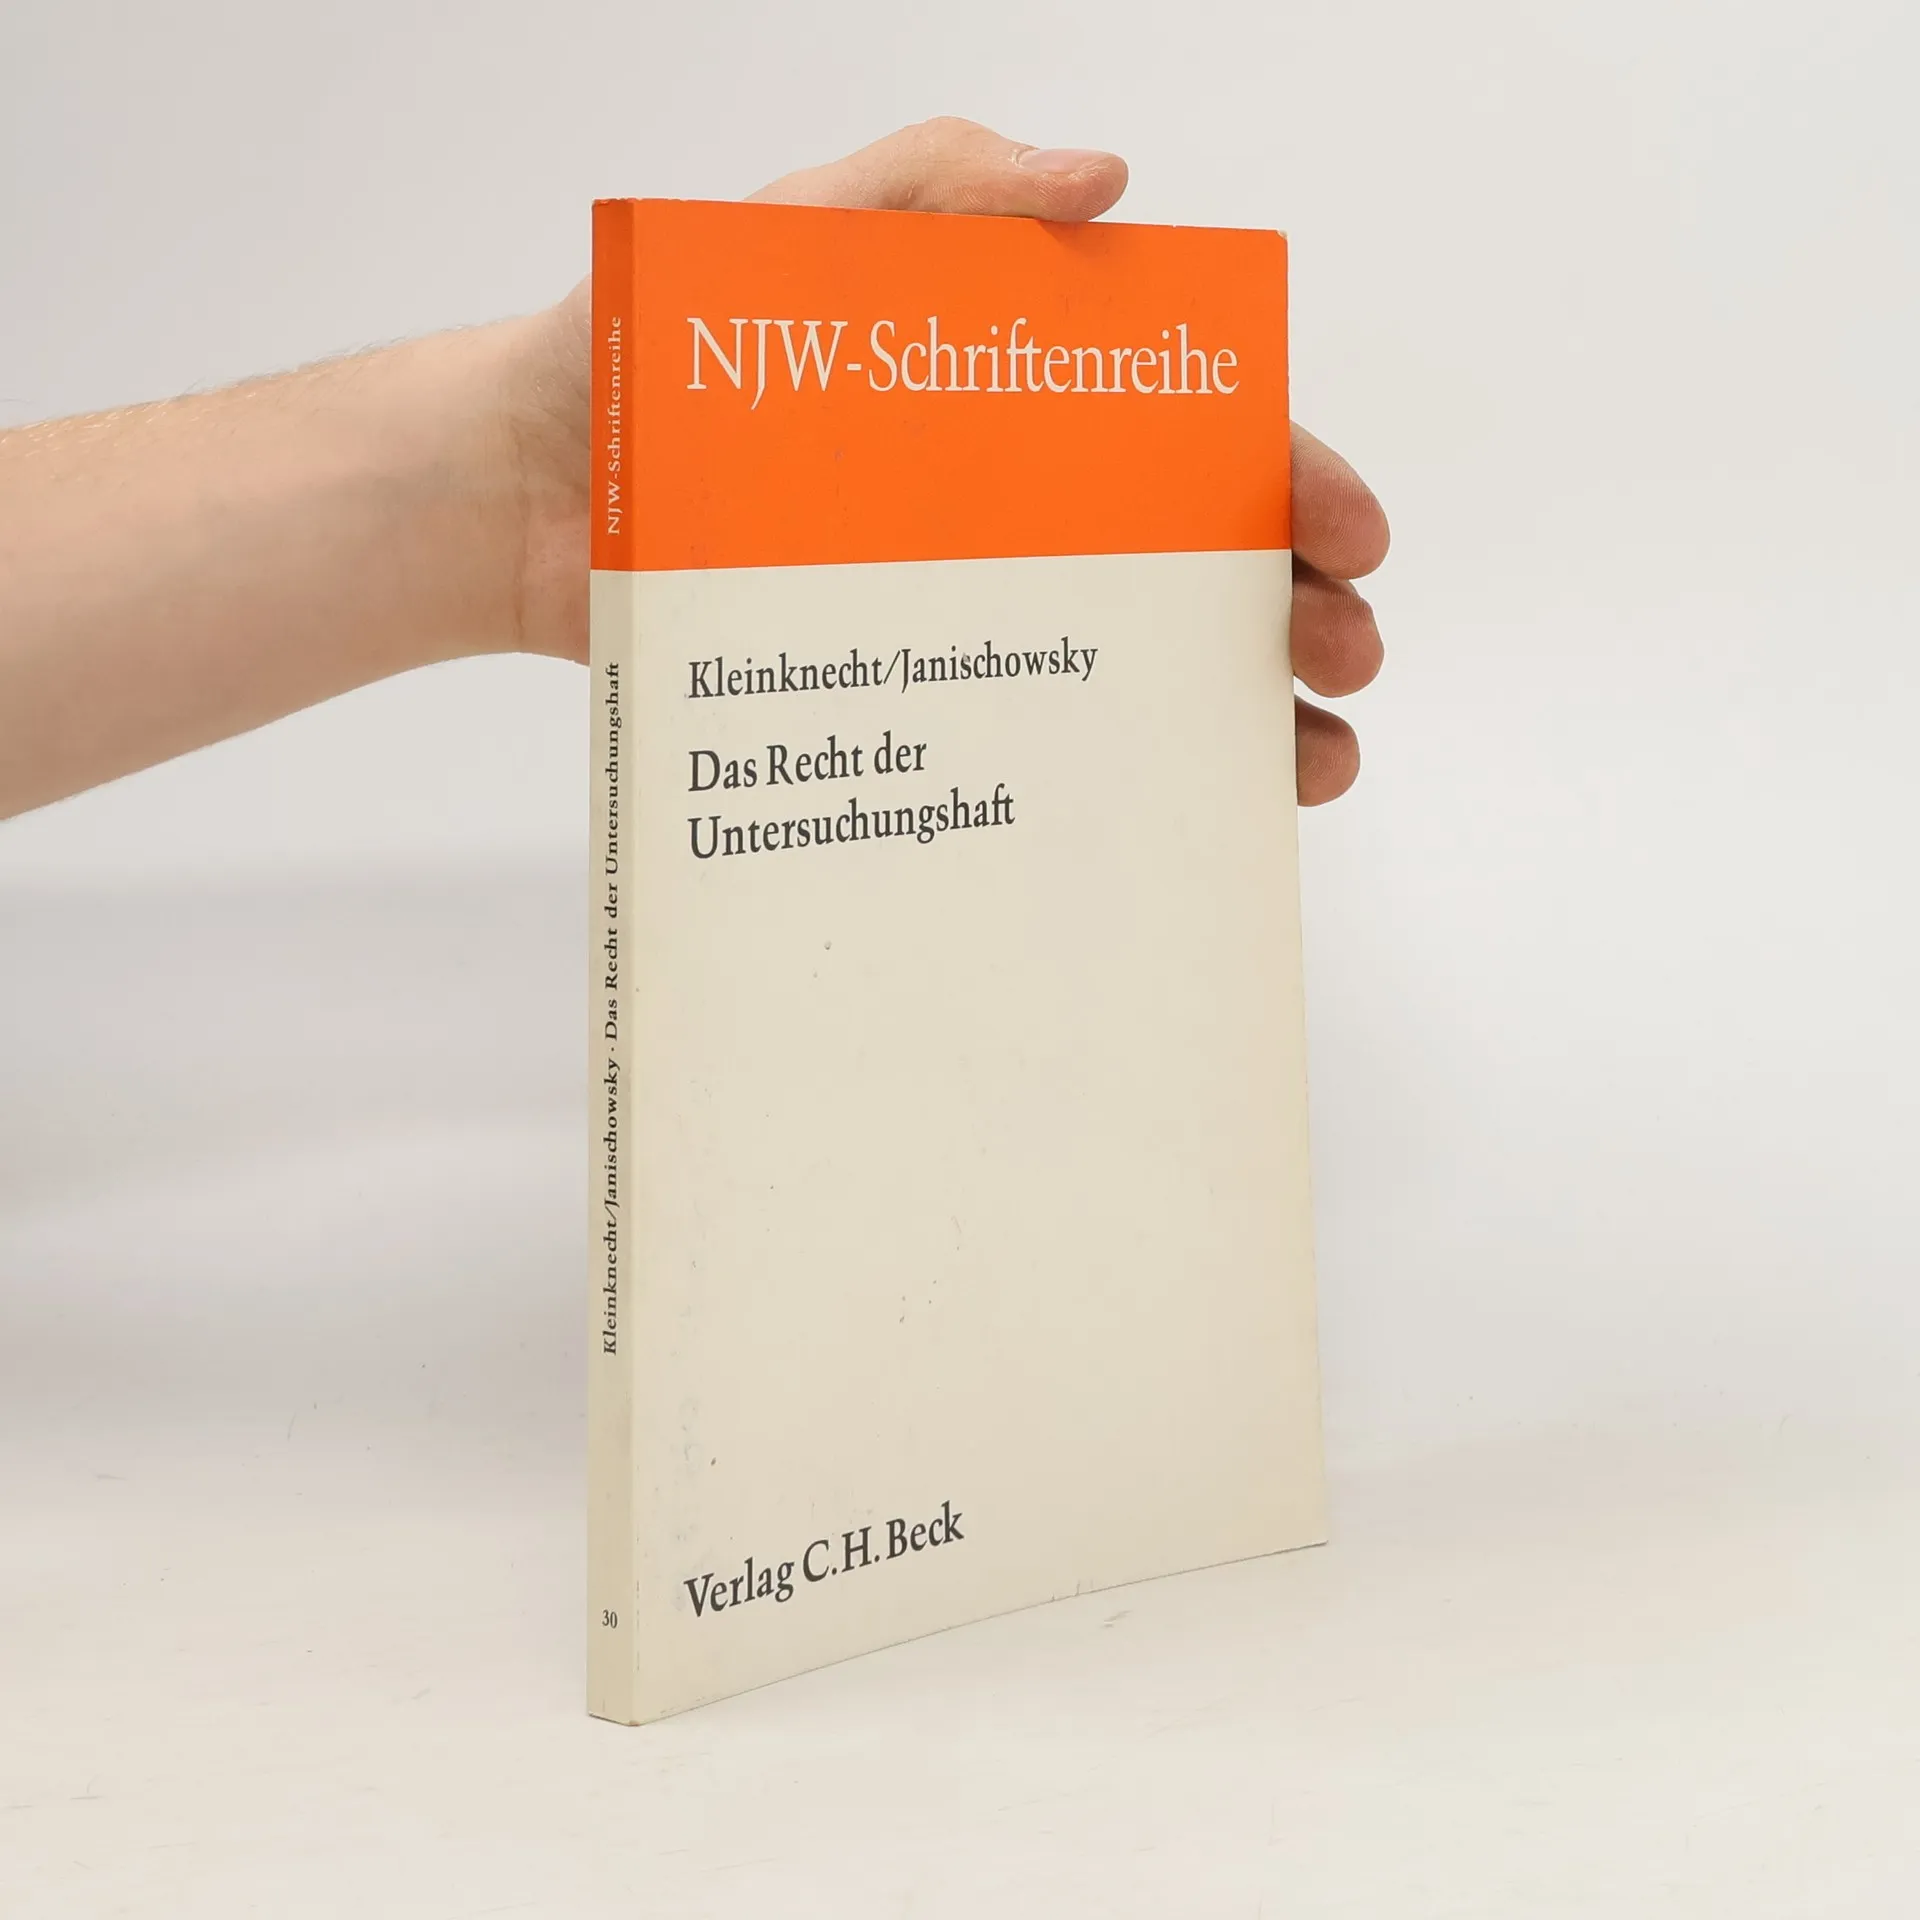 NJW-Schriftenreihe
Kleinknecht/Janischowsky
Das Recht der
Untersuchungshaft
Verlag C.H.Beck
NJW-Schriftenreihe
Kleinknecht/Janischowsky · Das Recht der Untersuchungshaft
30